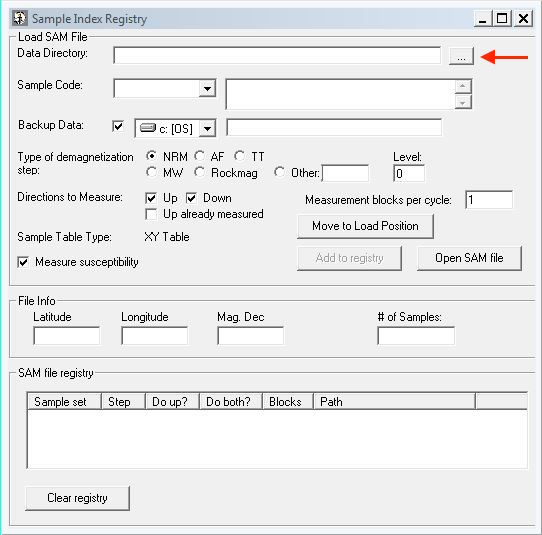 Sample Index Registry
Load SAM File
Data Directory: ...
Sample Code:
Backup Data: c: [OS]
Type of demagnetization step: NRM AF TT Level:
MW Rockmag Other: 0
Directions to Measure: Up Down Measurement blocks per cycle: 1
Up already measured Move to Load Position
Sample Table Type: XY Table
Measure susceptibility Add to registry Open SAM file
File Info
Latitude Longitude Mag. Dec # of Samples:
SAM file registry
Sample set Step Do up? Do both? Blocks Path
Clear registry